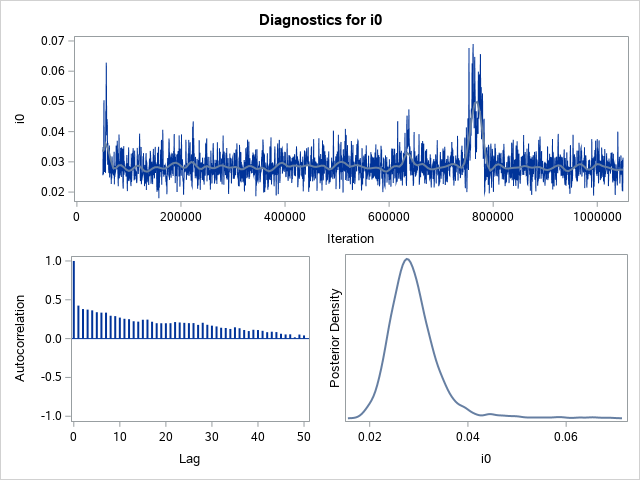 Diagnostics for i0
0.07
0.06
0.05
0.04
0.03
0.02
i0
0 200000 400000 600000 800000 1000000
Iteration
1.0
0.5
0.0
-0.5
-1.0
Autocorrelation
0 10 20 30 40 50
Lag
Posterior Density
0.02 0.04 0.06
i0